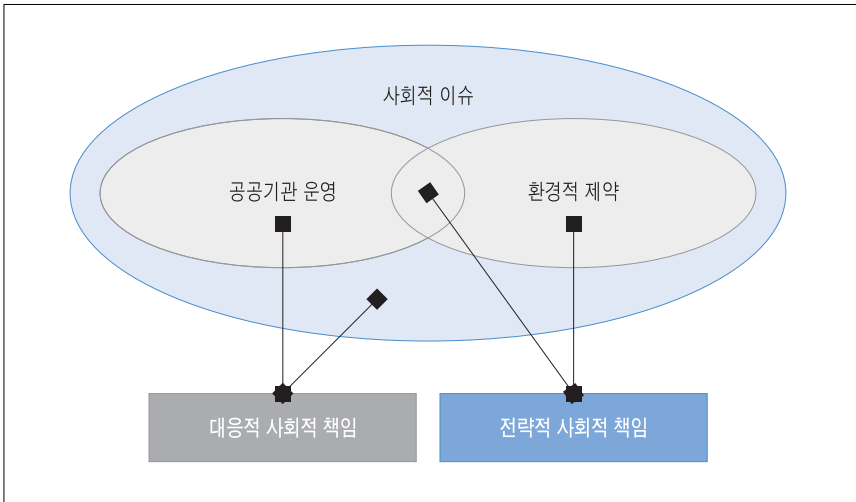 사회적 이슈
공공기관 운영
환경적 제약
대응적 사회적 책임
전략적 사회적 책임